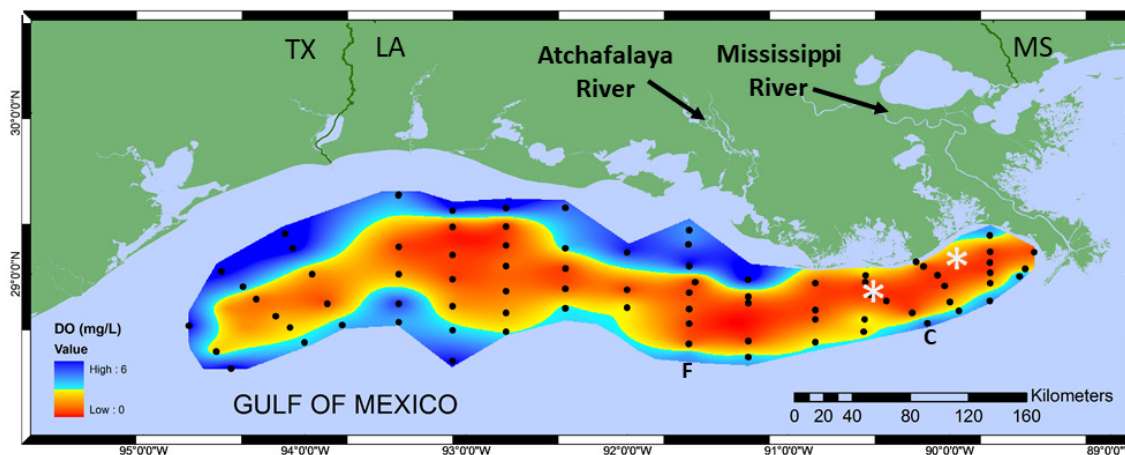 TX
LA
Atchafalaya
River
Mississippi
River
MS
30°0'0"N
29°0'0"N
DO (mg/L)
Value
High : 6
Low : 0
GULF OF MEXICO
F
C
*
*
Kilometers
0 20 40 80 120 160
95°0'0"W 94°0'0"W 93°0'0"W 92°0'0"W 91°0'0"W 90°0'0"W 89°0'0"W